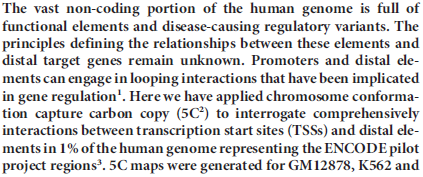 The vast non-coding portion of the human genome is full of
functional elements and disease-causing regulatory variants. The
principles defining the relationships between these elements and
distal target genes remain unknown. Promoters and distal ele-
ments can engage in looping interactions that have been implicated
in gene regulation¹. Here we have applied chromosome conforma-
tion capture carbon copy (5C²) to interrogate comprehensively
interactions between transcription start sites (TSSs) and distal ele-
ments in 1% of the human genome representing the ENCODE pilot
project regions³. 5C maps were generated for GM12878, K562 and